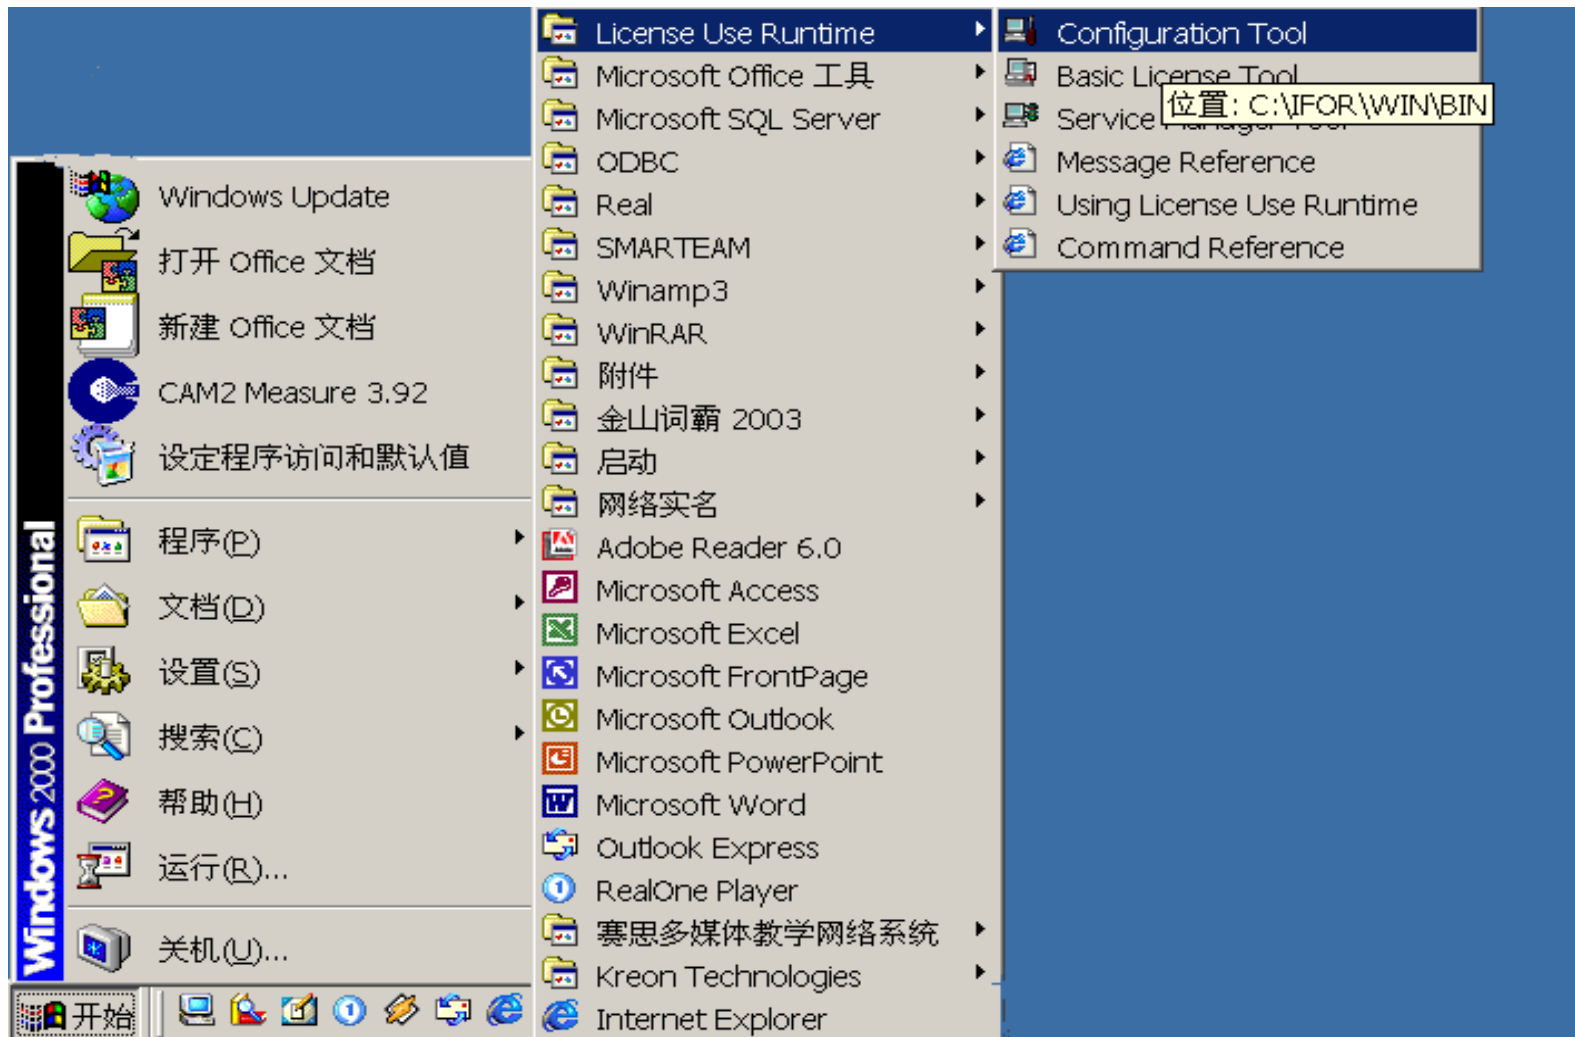 Windows 2000 Professional
Windows Update
打开 Office 文档
新建 Office 文档
CAM2 Measure 3.92
设定程序访问和默认值
程序(P)
文档(D)
设置(S)
搜索(C)
帮助(H)
运行(R)...
关机(U)...
开始
License Use Runtime
Microsoft Office 工具
Microsoft SQL Server
ODBC
Real
SMARTEAM
Winamp3
WinRAR
附件
金山词霸 2003
启动
网络实名
Adobe Reader 6.0
Microsoft Access
Microsoft Excel
Microsoft FrontPage
Microsoft Outlook
Microsoft PowerPoint
Microsoft Word
Outlook Express
RealOne Player
赛思多媒体教学网络系统
Kreon Technologies
Internet Explorer
Configuration Tool
Basic License Tool
位置: C:\IFOR\WIN\BIN
Service Manager Tool
Message Reference
Using License Use Runtime
Command Reference